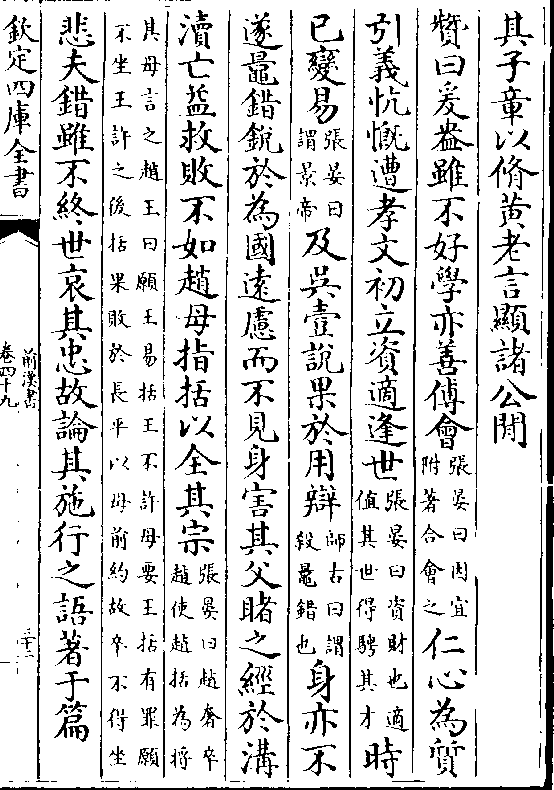 其子章以脩黃老言顯諸公間
贊曰爰盎雖不好學亦善傅會張晏曰因宜附著合會之仁心為質
引義忼慨遭孝文初立資適逢世張晏曰資財也適值其世得騁其才時
已變易張晏曰謂景帝及吳壹說果於用辯師古曰謂殺鼂錯也身亦不
遂鼂錯銳於為國遠慮而不見身害其父睹之經於溝
瀆亡益救敗不如趙母指括以全其宗張晏曰趙奢卒趙使趙括為將
其母言之趙王曰願王易括王不許母要王括有罪願不坐王許之後括果敗於長平以母前約故卒不得坐
悲夫錯雖不終世哀其忠故論其施行之語著于篇
欽定四庫全書
前漢書
卷四十九